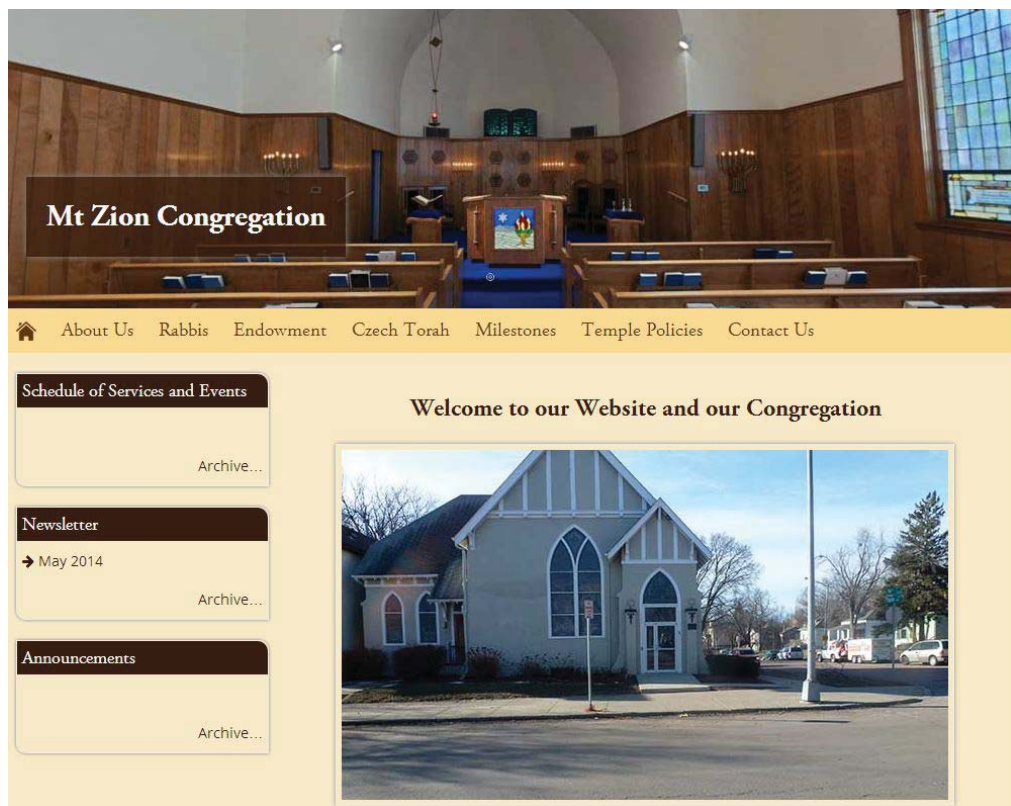 Mt Zion Congregation
About Us Rabbis Endowment Czech Torah Milestones Temple Policies Contact Us
Schedule of Services and Events
Archive...
Newsletter
May 2014
Archive...
Announcements
Archive...
Welcome to our Website and our Congregation